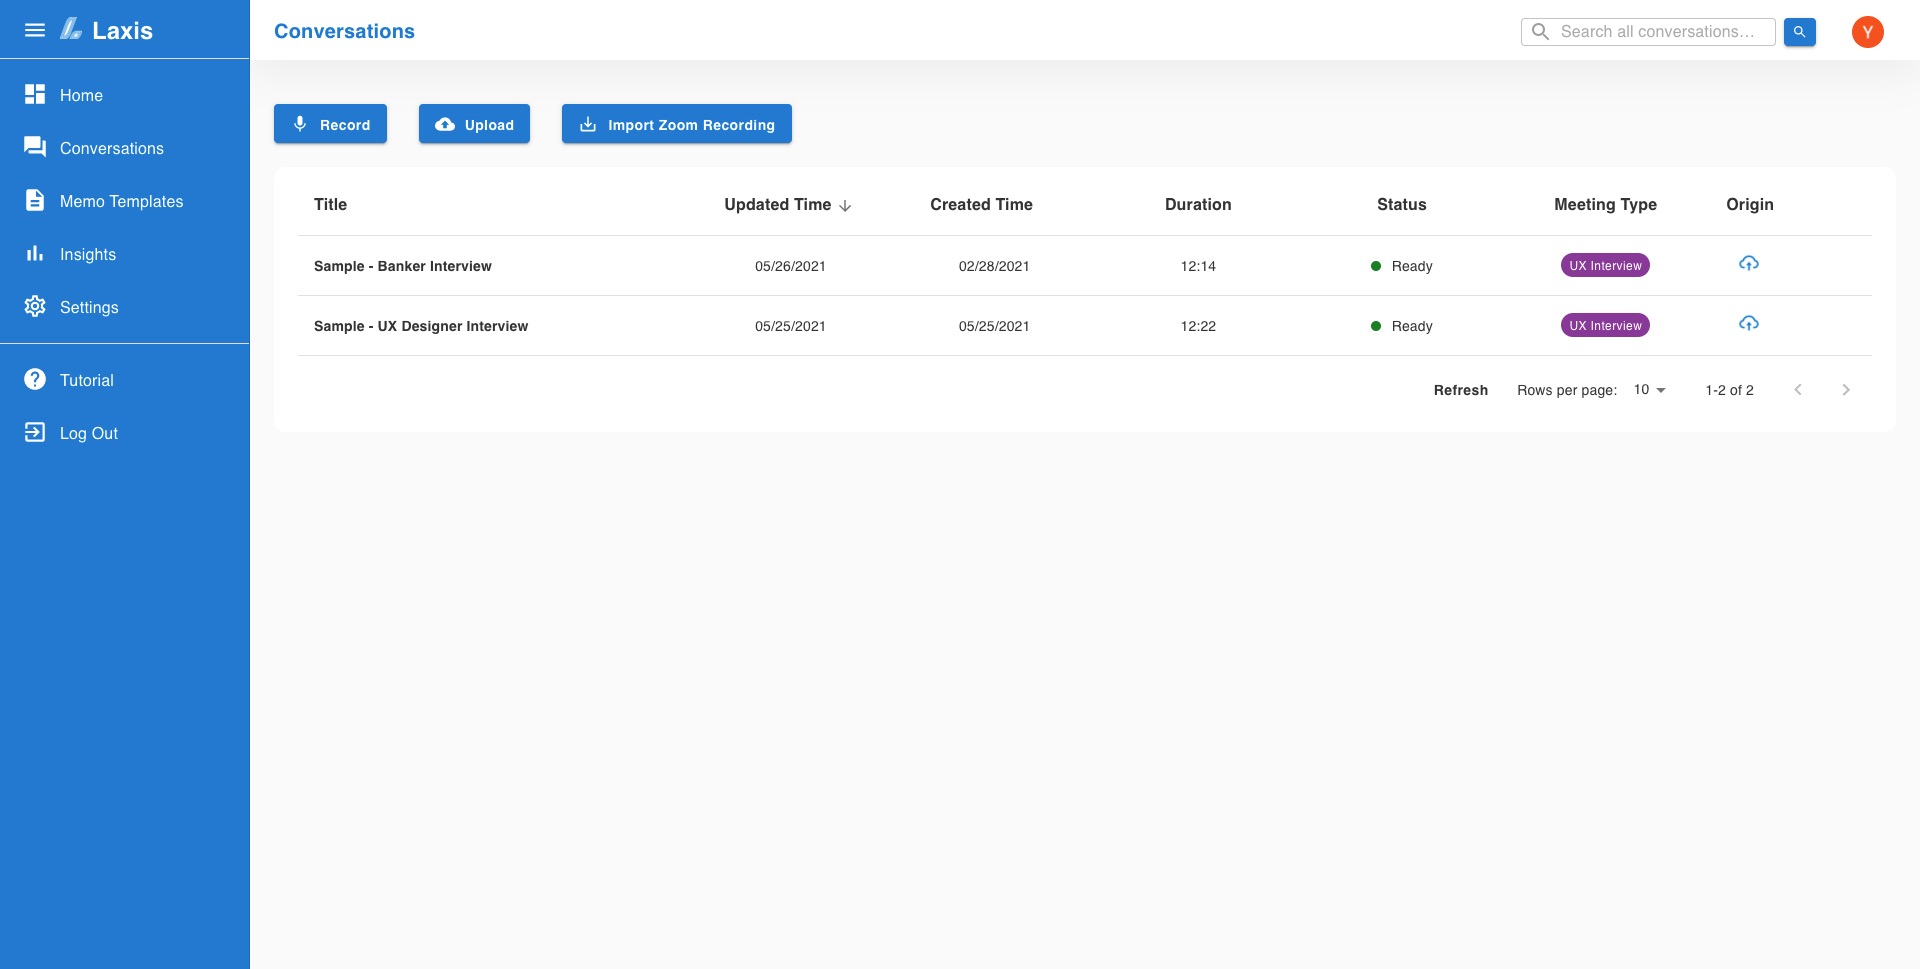 Laxis
Conversations
Search all conversations...
Y
Home
Conversations
Memo Templates
Insights
Settings
Tutorial
Log Out
Record
Upload
Import Zoom Recording
Title Updated Time Created Time Duration Status Meeting Type Origin
Sample - Banker Interview 05/26/2021 02/28/2021 12:14 Ready UX Interview
Sample - UX Designer Interview 05/25/2021 05/25/2021 12:22 Ready UX Interview
Refresh Rows per page: 10 1-2 of 2